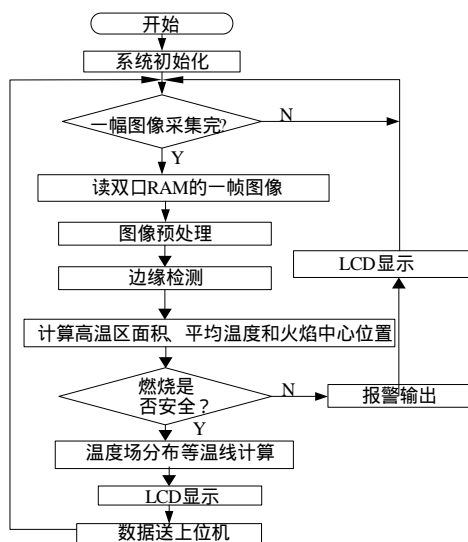 开始
系统初始化
一幅图像采集完?
N
Y
读双口RAM的一帧图像
图像预处理
边缘检测
LCD显示
计算高温区面积、平均温度和火焰中心位置
燃烧是
否安全？
N
报警输出
Y
温度场分布等温线计算
LCD显示
数据送上位机